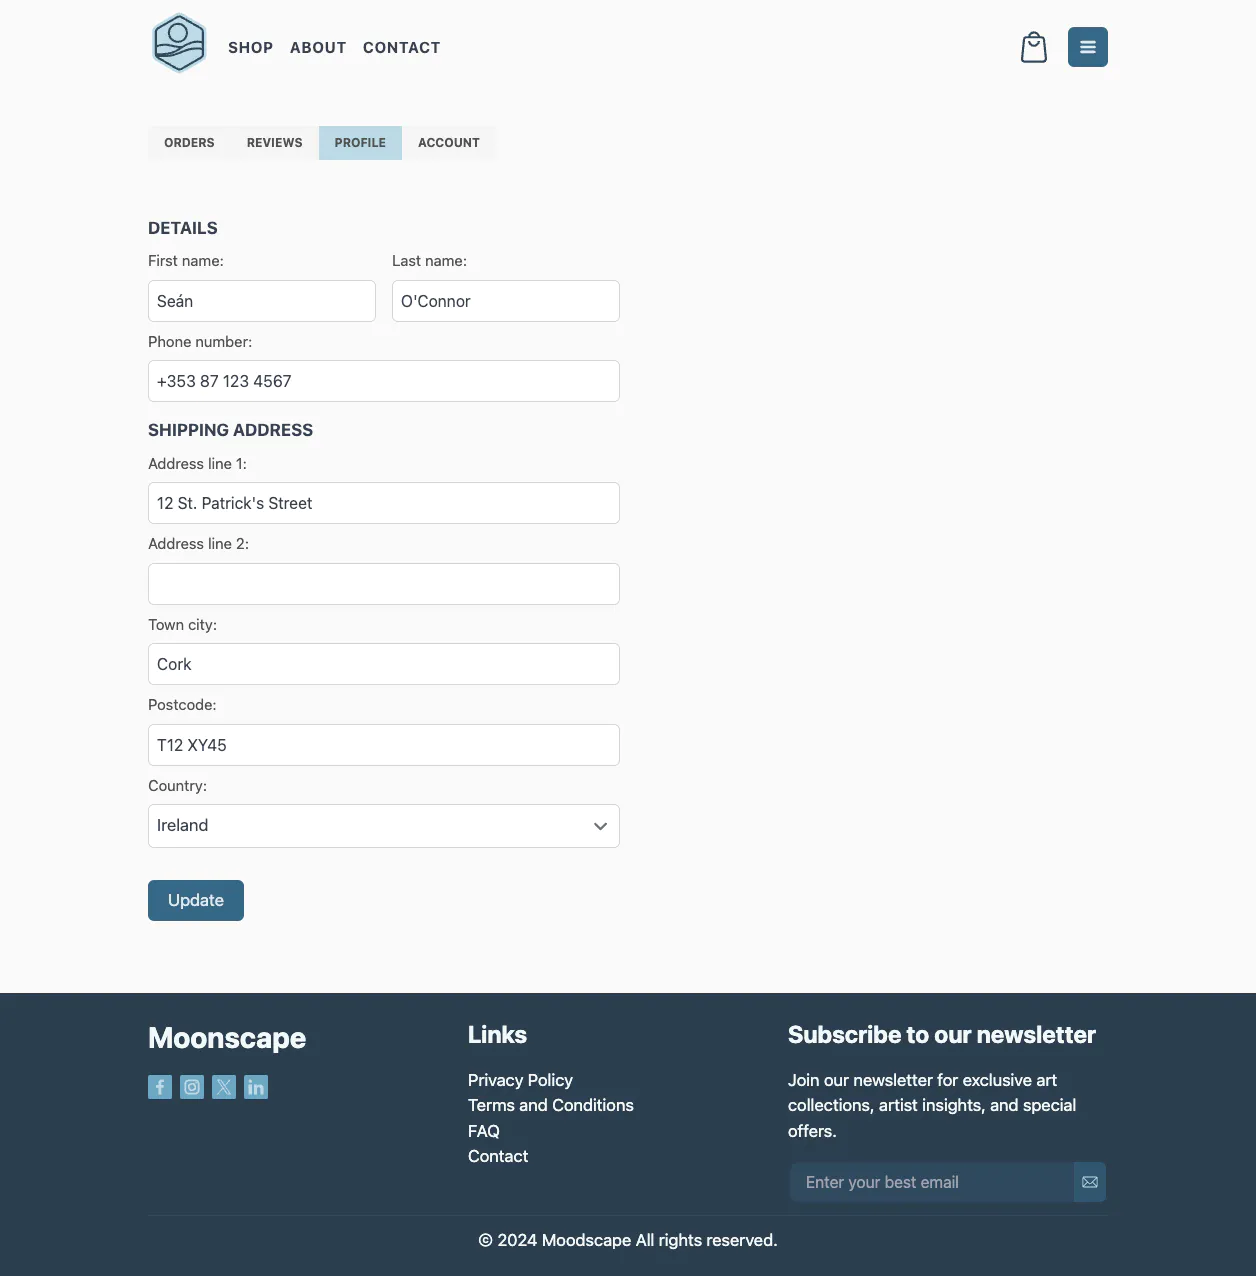 SHOP ABOUT CONTACT
ORDERS REVIEWS PROFILE ACCOUNT
DETAILS
First name: Last name:
Seán O'Connor
Phone number:
+353 87 123 4567
SHIPPING ADDRESS
Address line 1:
12 St. Patrick's Street
Address line 2:
Town city:
Cork
Postcode:
T12 XY45
Country:
Ireland
Update
Moonscape
Links
Privacy Policy
Terms and Conditions
FAQ
Contact
Subscribe to our newsletter
Join our newsletter for exclusive art
collections, artist insights, and special
offers.
Enter your best email
© 2024 Moodscape All rights reserved.